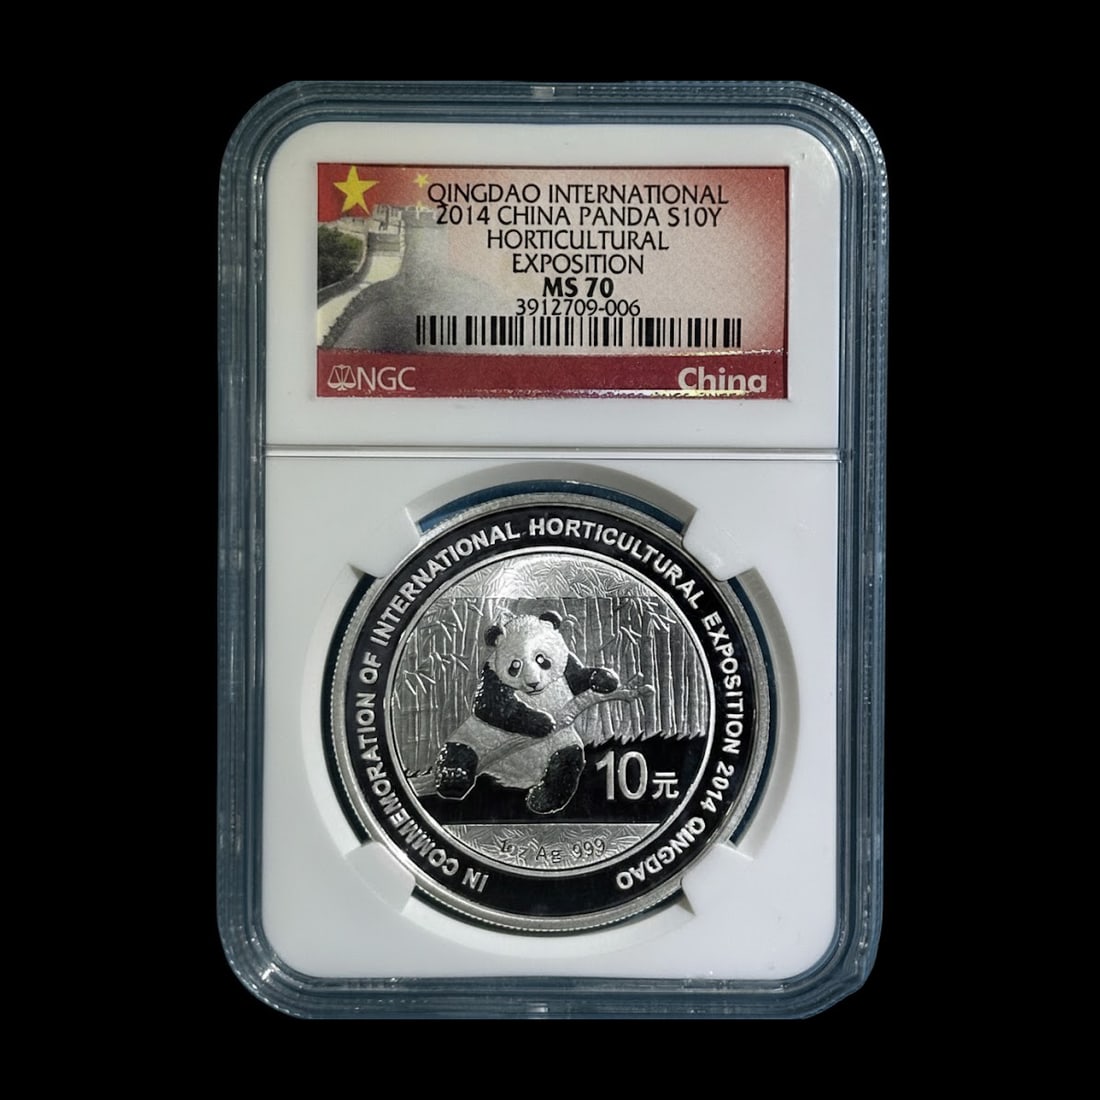 QINGDAO INTERNATIONAL
2014 CHINA PANDA S10Y
HORTICULTURAL
EXPOSITION
MS 70
3912709-006
NGC
China
IN COMMEMORATION OF INTERNATIONAL HORTICULTURAL EXPOSITION 2014 QINGDAO
10元
1oz Ag .999